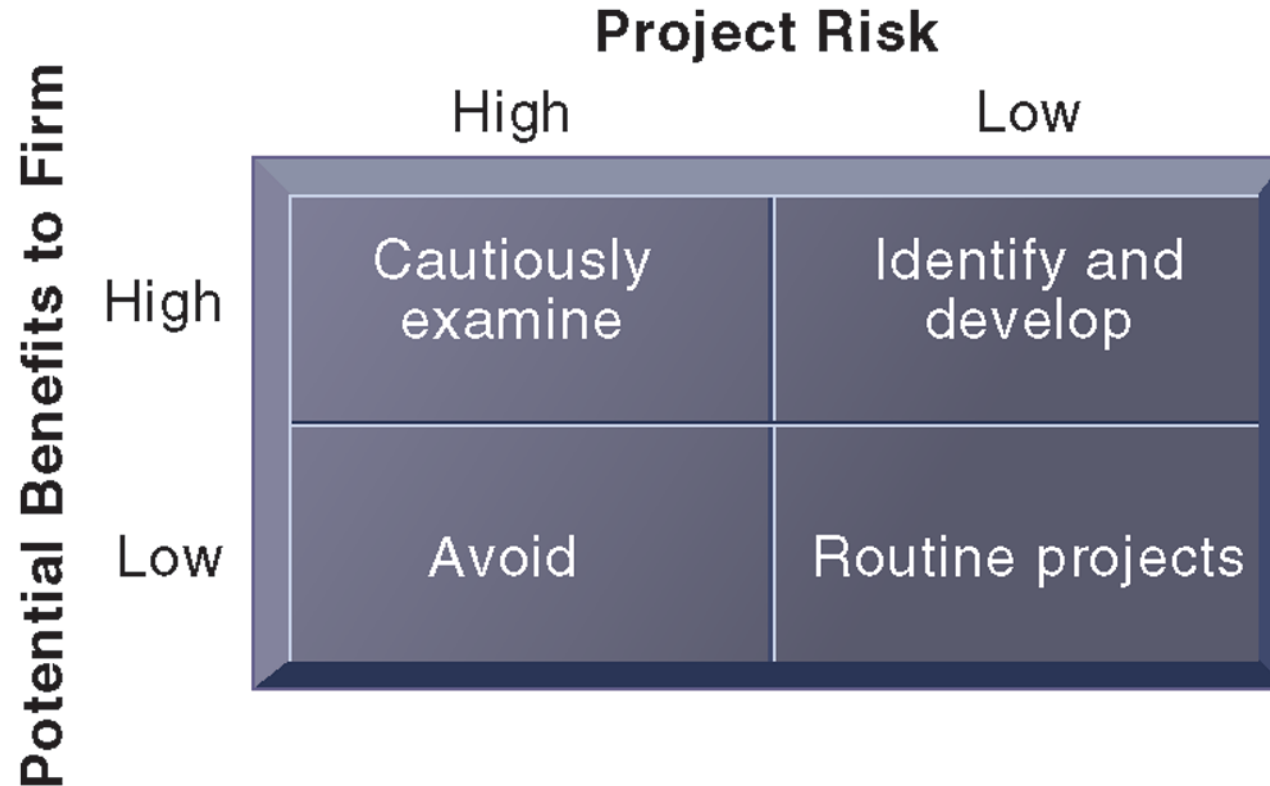 Project Risk
High Low
Potential Benefits to Firm
High
Cautiously
examine
Identify and
develop
Low
Avoid
Routine projects